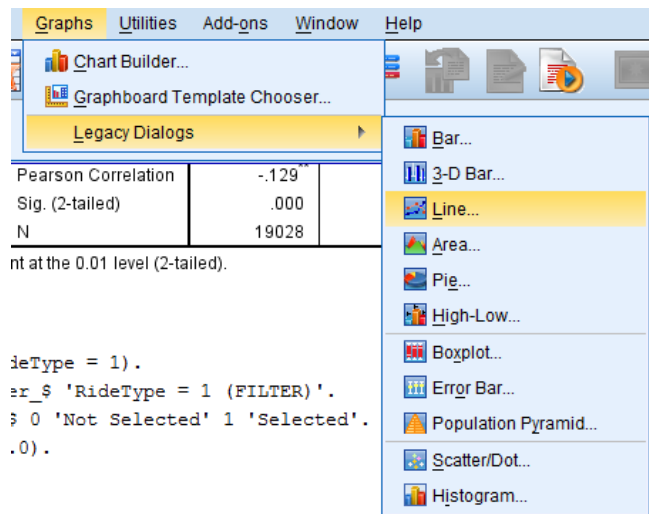 Graphs Utilities Add-ons Window Help
Chart Builder...
Graphboard Template Chooser...
Legacy Dialogs
Bar...
3-D Bar...
Line...
Area...
Pie...
High-Low...
Boxplot...
Error Bar...
Population Pyramid...
Scatter/Dot...
Histogram...
Pearson Correlation -.129**
Sig. (2-tailed) .000
N 19028
nt at the 0.01 level (2-tailed).
deType = 1).
er_$ 'RideType = 1 (FILTER)'.
$ 0 'Not Selected' 1 'Selected'.
.0).